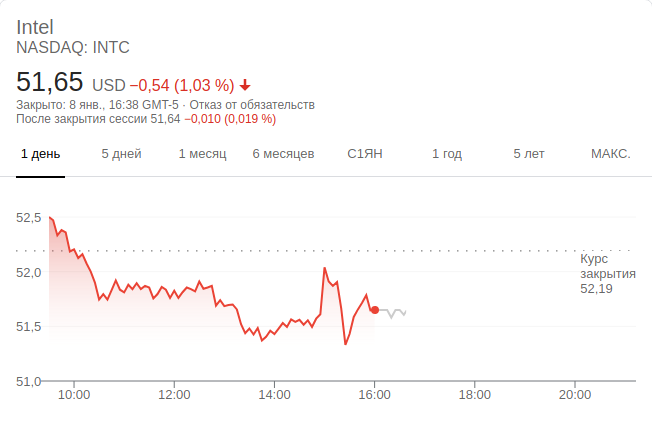 Intel
NASDAQ: INTC
51,65 USD −0,54 (1,03 %)
Закрыто: 8 янв., 16:38 GMT-5 · Отказ от обязательств
После закрытия сессии 51,64 −0,010 (0,019 %)
1 день 5 дней 1 месяц 6 месяцев С1ЯН 1 год 5 лет МАКС.
52,5
Курс
закрытия
52,19
52,0
51,5
51,0
10:00 12:00 14:00 16:00 18:00 20:00